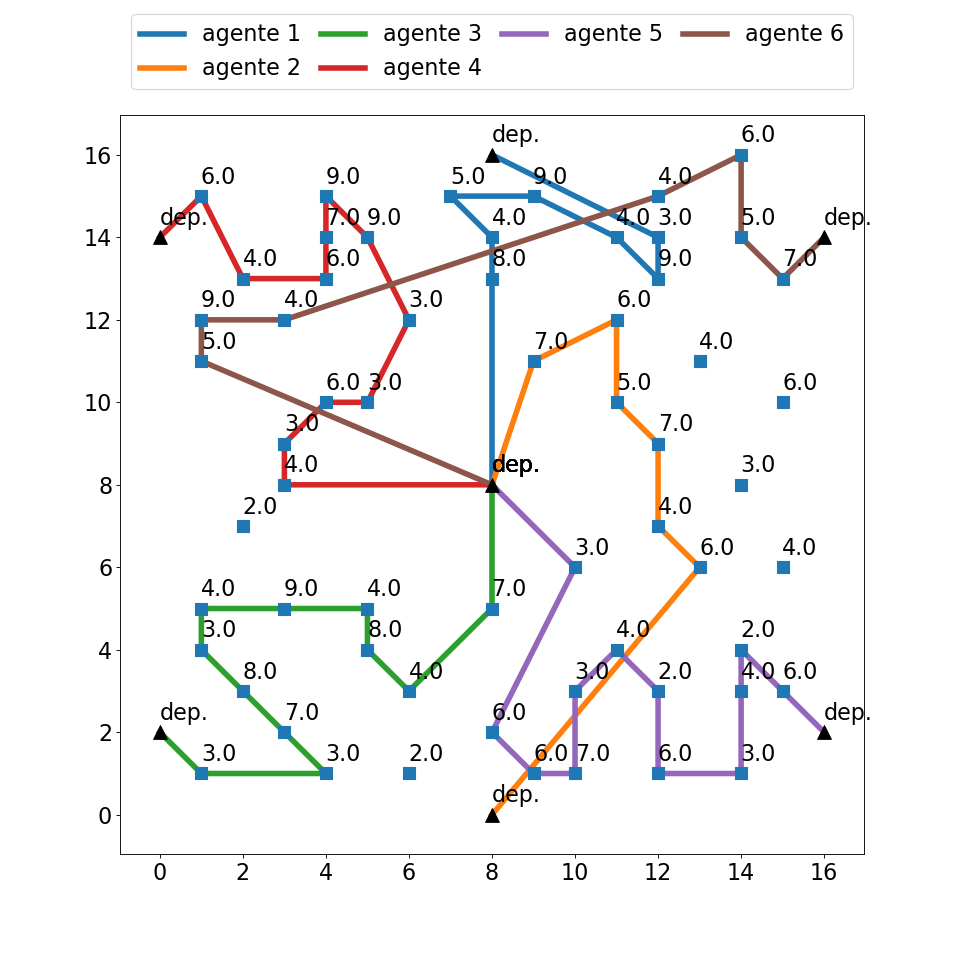 agente 1 agente 3 agente 5 agente 6
agente 2 agente 4
dep. 6.0
16
6.0 9.0 5.0 9.0 4.0
dep. 7.0 9.0 4.0 4.0 3.0 5.0 dep.
14
4.0 6.0 8.0 9.0 7.0
9.0 4.0 3.0 6.0
12
5.0 7.0 4.0
6.0 3.0 5.0 6.0
10
3.0 7.0
4.0 dep. 3.0
8
2.0 4.0
3.0 6.0 4.0
6
4.0 9.0 4.0 7.0
3.0 8.0 4.0 2.0
4
8.0 4.0 3.0 2.0 4.0 6.0
dep. 7.0 6.0 dep.
2
3.0 3.0 2.0 6.0 7.0 6.0 3.0
dep.
0
0 2 4 6 8 10 12 14 16